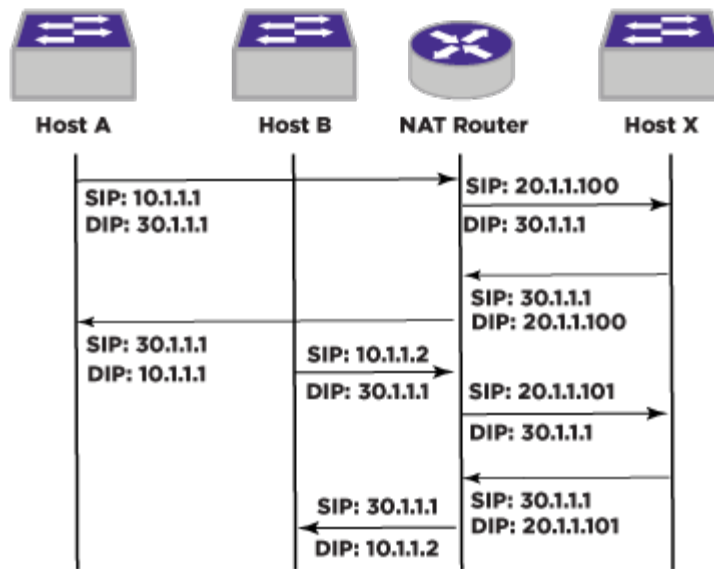 Host A
Host B
NAT Router
Host X
SIP: 10.1.1.1
DIP: 30.1.1.1
SIP: 20.1.1.100
DIP: 30.1.1.1
SIP: 30.1.1.1
DIP: 20.1.1.100
SIP: 30.1.1.1
DIP: 10.1.1.1
SIP: 10.1.1.2
DIP: 30.1.1.1
SIP: 20.1.1.101
DIP: 30.1.1.1
SIP: 30.1.1.1
DIP: 20.1.1.101
SIP: 30.1.1.1
DIP: 10.1.1.2